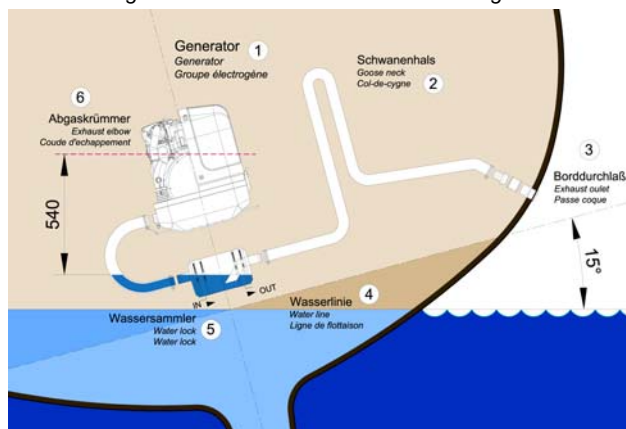 Generator
Generator
Groupe électrogène
1
Schwanenhals
Goose neck
Col-de-cygne
2
6
Abgaskrümmer
Exhaust elbow
Coude d'echappement
3
Borddurchlaß
Exhaust oulet
Passe coque
540
15°
IN
OUT
Wassersammler
Water lock
Water lock
5
Wasserlinie
Water line
Ligne de flottaison
4